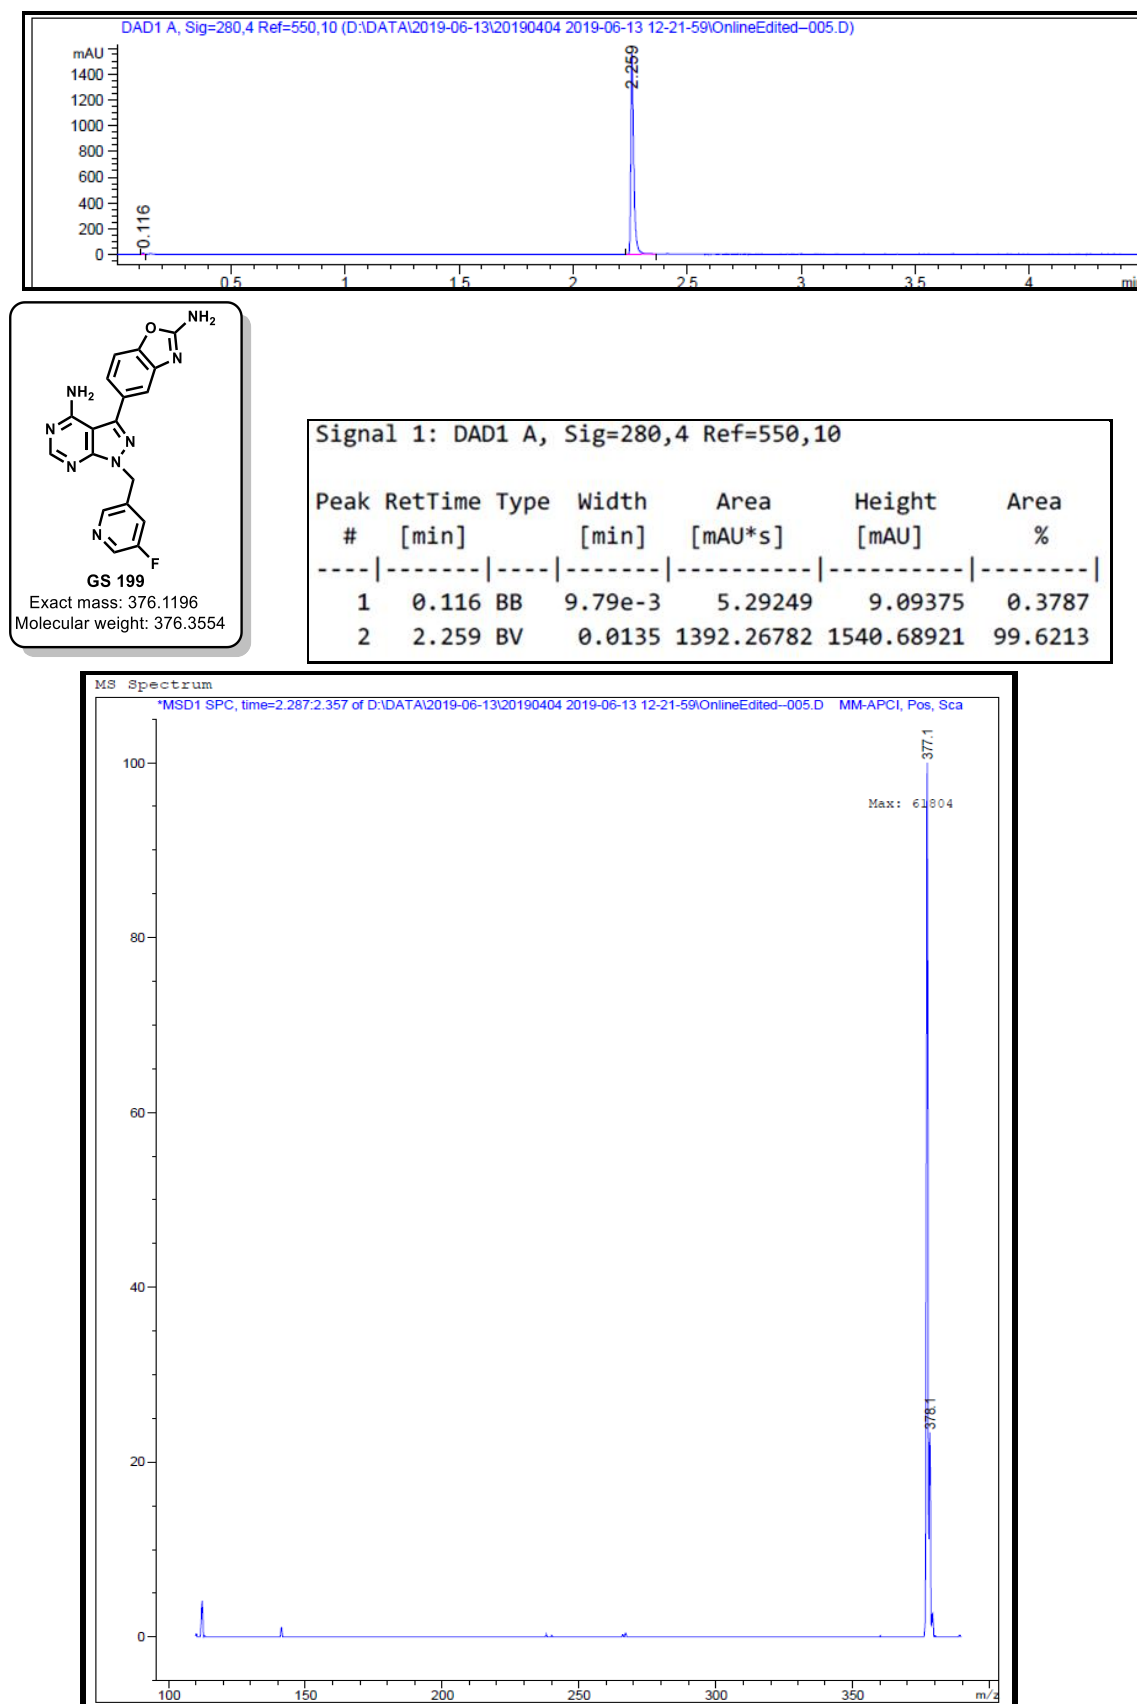 DAD1 A, Sig=280,4 Ref=550,10 (D:\DATA\2019-06-13\20190404 2019-06-13 12-21-59\OnlineEdited--005.D)
mAU
1400
1200
1000
800
600
400
200
0
0.116
2.259
0.5 1 1.5 2 2.5 3 3.5 4
O NH2
N
NH2
N N
N N
N
F
GS 199
Exact mass: 376.1196
Molecular weight: 376.3554
Signal 1: DAD1 A, Sig=280,4 Ref=550,10
Peak RetTime Type Width Area Height Area
# [min] [min] [mAU*s] [mAU] %
----|-------|----|-------|----------|----------|--------|
1 0.116 BB 9.79e-3 5.29249 9.09375 0.3787
2 2.259 BV 0.0135 1392.26782 1540.68921 99.6213
MS Spectrum
*MSD1 SPC, time=2.287:2.357 of D:\DATA\2019-06-13\20190404 2019-06-13 12-21-59\OnlineEdited--005.D MM-APCI, Pos, Sca
377.1
100
Max: 61804
80
60
40
378.1
20
0
100 150 200 250 300 350 m/z